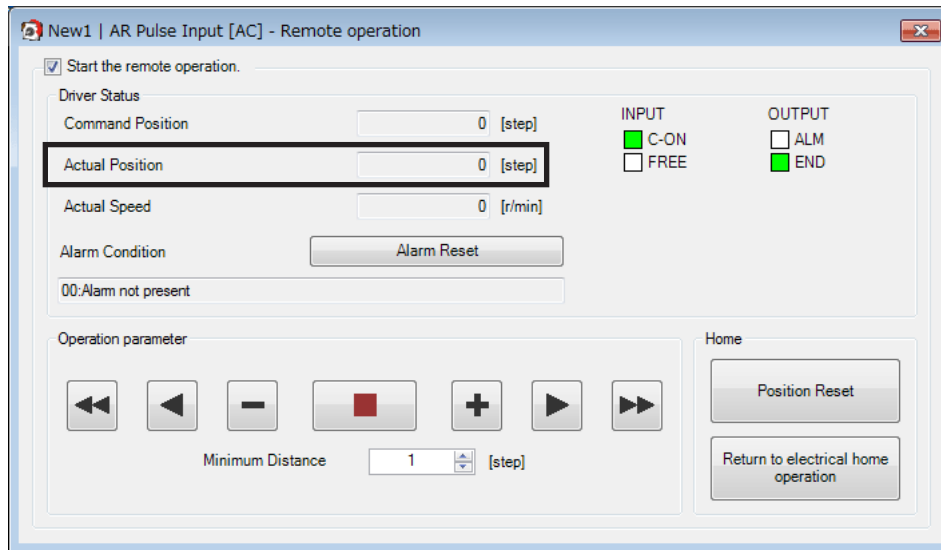 New1 | AR Pulse Input [AC] - Remote operation
Start the remote operation.
Driver Status
Command Position 0 [step]
Actual Position 0 [step]
Actual Speed 0 [r/min]
INPUT
C-ON
FREE
OUTPUT
ALM
END
Alarm Condition Alarm Reset
00:Alarm not present
Operation parameter
Minimum Distance 1 [step]
Home
Position Reset
Return to electrical home
operation